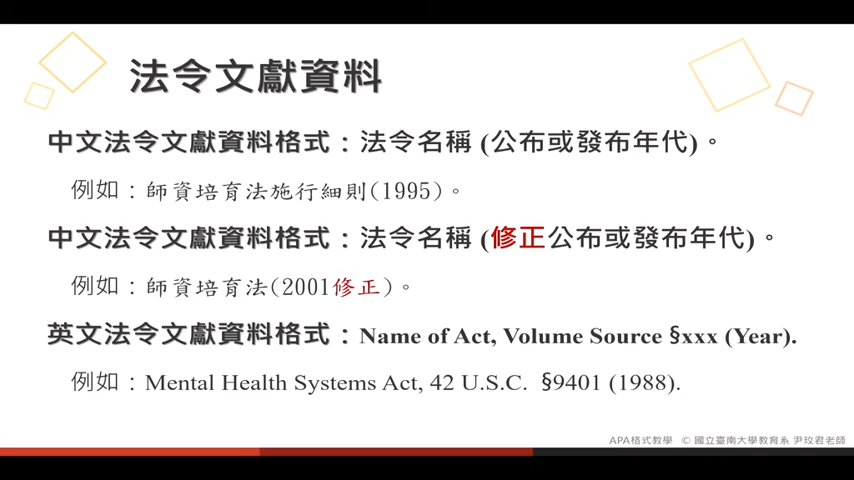 法令文獻資料
中文法令文獻資料格式：法令名稱 (公布或發布年代)。
例如：師資培育法施行細則(1995)。
中文法令文獻資料格式：法令名稱 (修正公布或發布年代)。
例如：師資培育法(2001修正)。
英文法令文獻資料格式：Name of Act, Volume Source §xxx (Year).
例如：Mental Health Systems Act, 42 U.S.C. §9401 (1988).
APA格式教學 © 國立臺南大學教育系 尹玫君老師